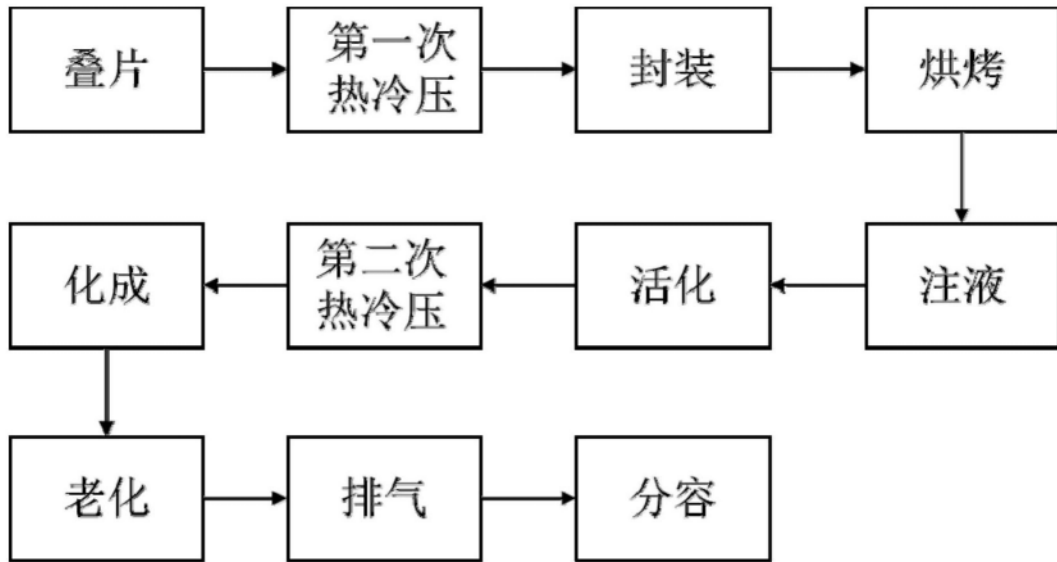 叠片
第一次
热冷压
封装
烘烤
注液
活化
第二次
热冷压
化成
老化
排气
分容